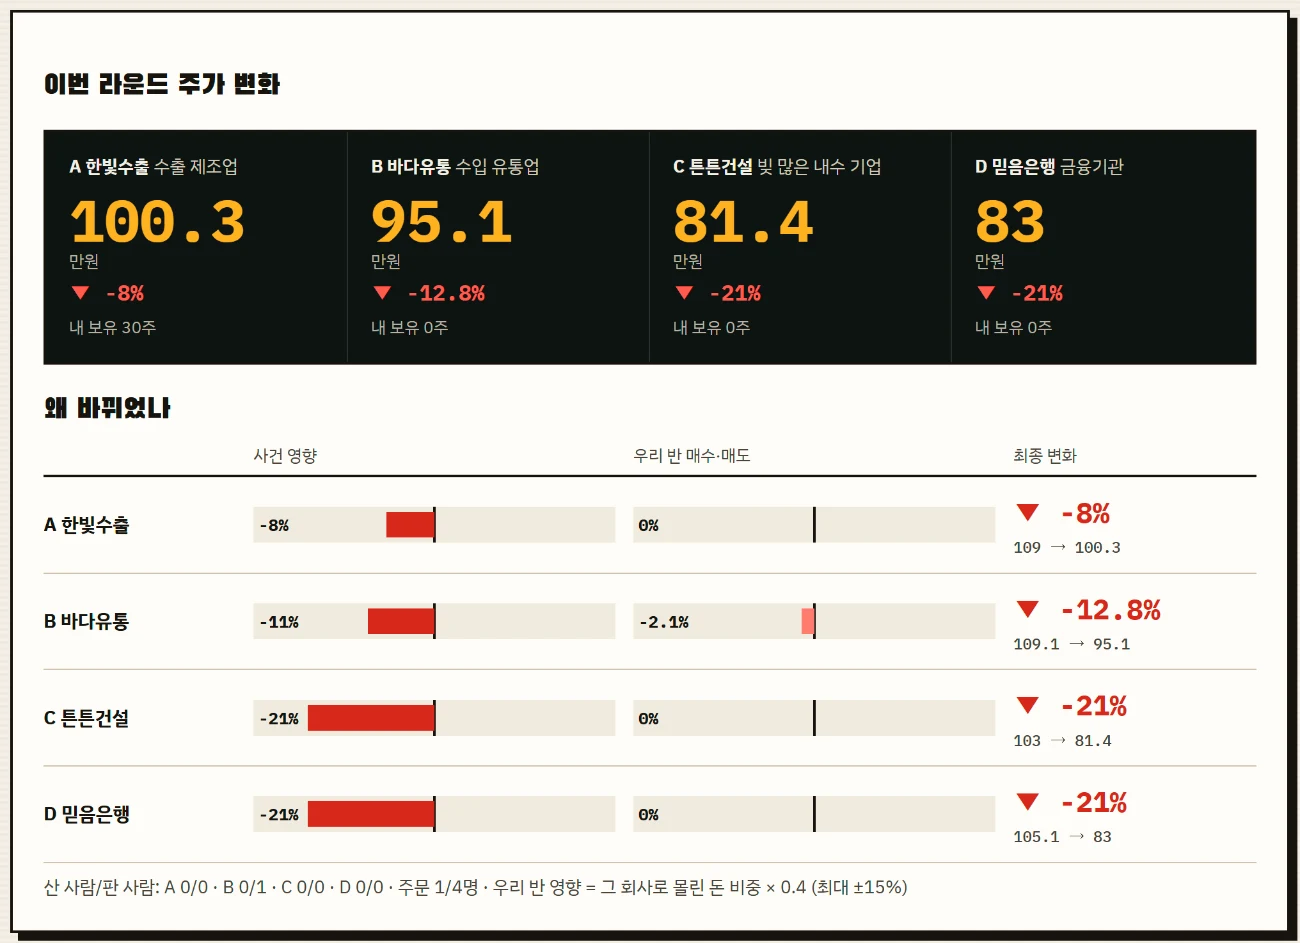 이번 라운드 주가 변화
A 한빛수출 수출 제조업
100.3
만원
▼ -8%
내 보유 30주
B 바다유통 수입 유통업
95.1
만원
▼ -12.8%
내 보유 0주
C 튼튼건설 빚 많은 내수 기업
81.4
만원
▼ -21%
내 보유 0주
D 믿음은행 금융기관
83
만원
▼ -21%
내 보유 0주
왜 바뀌었나
사건 영향 우리 반 매수·매도 최종 변화
A 한빛수출 -8% 0% ▼ -8%
109 → 100.3
B 바다유통 -11% -2.1% ▼ -12.8%
109.1 → 95.1
C 튼튼건설 -21% 0% ▼ -21%
103 → 81.4
D 믿음은행 -21% 0% ▼ -21%
105.1 → 83
산 사람/판 사람: A 0/0 · B 0/1 · C 0/0 · D 0/0 · 주문 1/4명 · 우리 반 영향 = 그 회사로 몰린 돈 비중 × 0.4 (최대 ±15%)